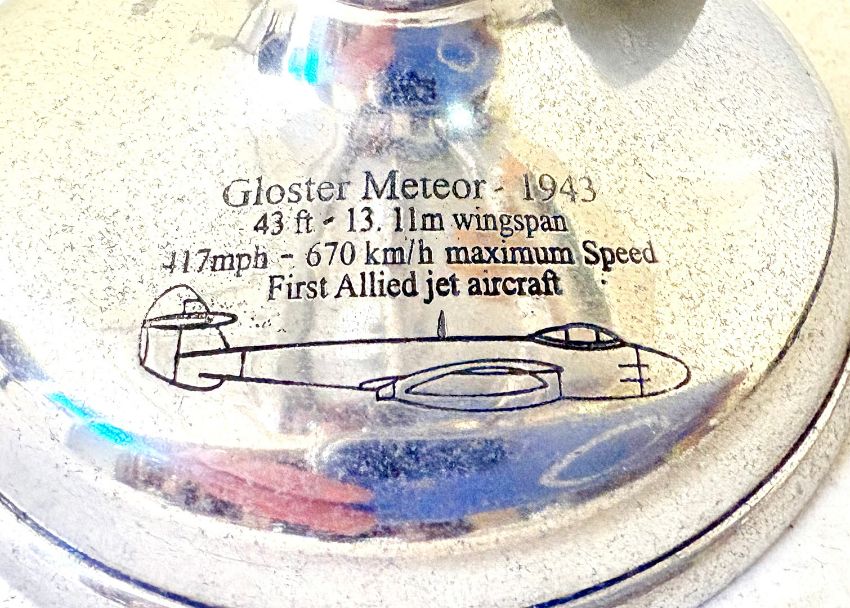 Gloster Meteor - 1943
43 ft - 13. 11m wingspan
417mph - 670 km/h maximum Speed
First Allied jet aircraft